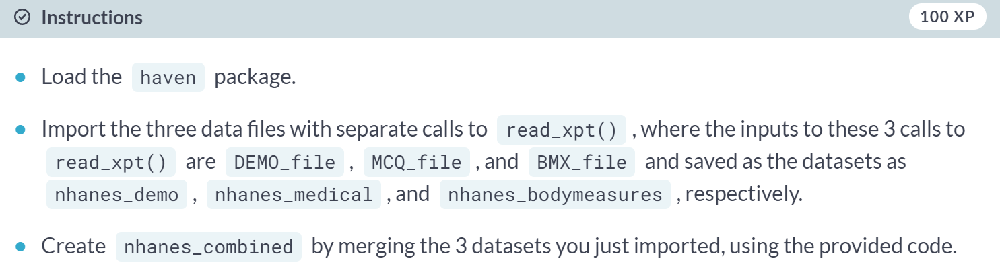 Instructions 100 XP
Load the haven package.
Import the three data files with separate calls to read_xpt() , where the inputs to these 3 calls to
read_xpt() are DEMO_file , MCQ_file , and BMX_file and saved as the datasets as
nhanes_demo , nhanes_medical , and nhanes_bodymeasures , respectively.
Create nhanes_combined by merging the 3 datasets you just imported, using the provided code.